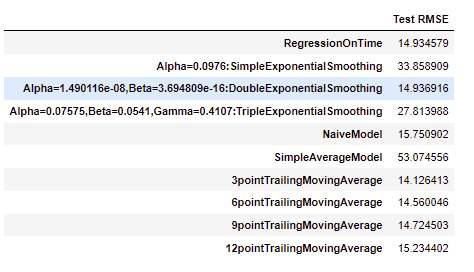 Test RMSE
RegressionOnTime 14.934579
Alpha=0.0976:SimpleExponentialSmoothing 33.858909
Alpha=1.490116e-08,Beta=3.694809e-16:DoubleExponentialSmoothing 14.936916
Alpha=0.07575,Beta=0.0541,Gamma=0.4107:TripleExponentialSmoothing 27.813988
NaiveModel 15.750902
SimpleAverageModel 53.074556
3pointTrailingMovingAverage 14.126413
6pointTrailingMovingAverage 14.560046
9pointTrailingMovingAverage 14.724503
12pointTrailingMovingAverage 15.234402